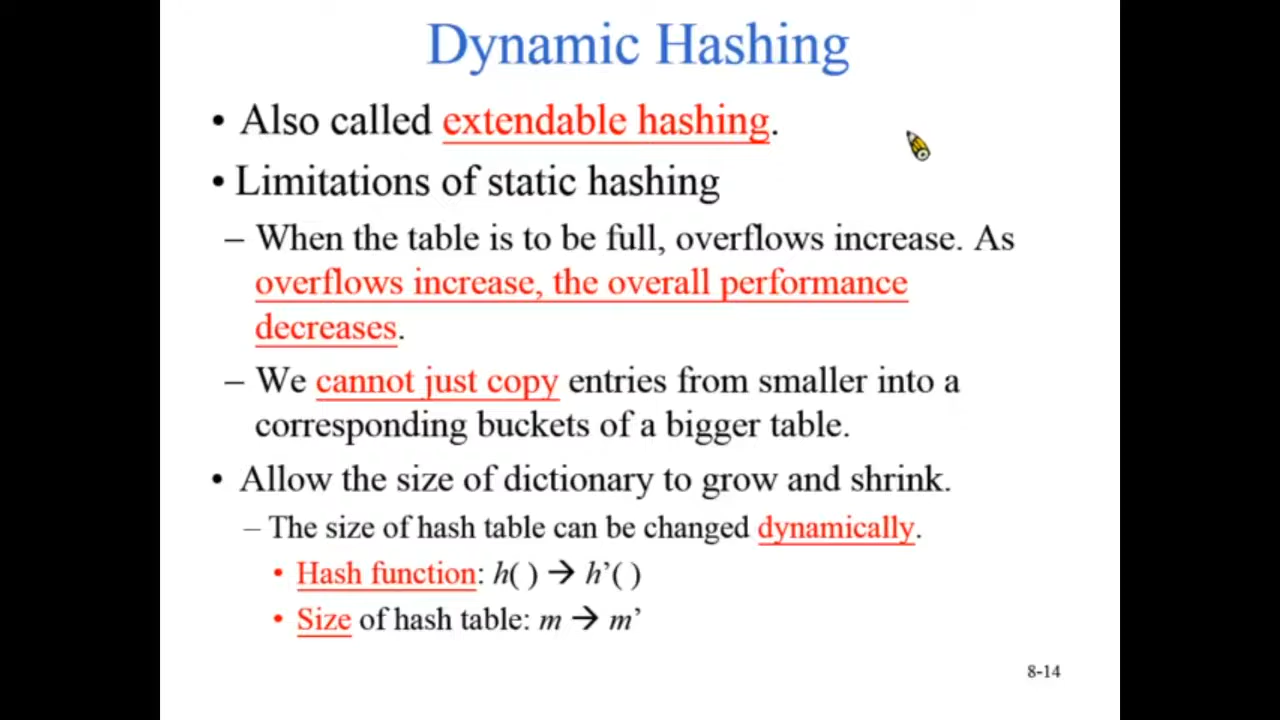 Dynamic Hashing
• Also called extendable hashing.
• Limitations of static hashing
– When the table is to be full, overflows increase. As
overflows increase, the overall performance
decreases.
– We cannot just copy entries from smaller into a
corresponding buckets of a bigger table.
• Allow the size of dictionary to grow and shrink.
– The size of hash table can be changed dynamically.
• Hash function: h( ) → h’( )
• Size of hash table: m → m’
8-14